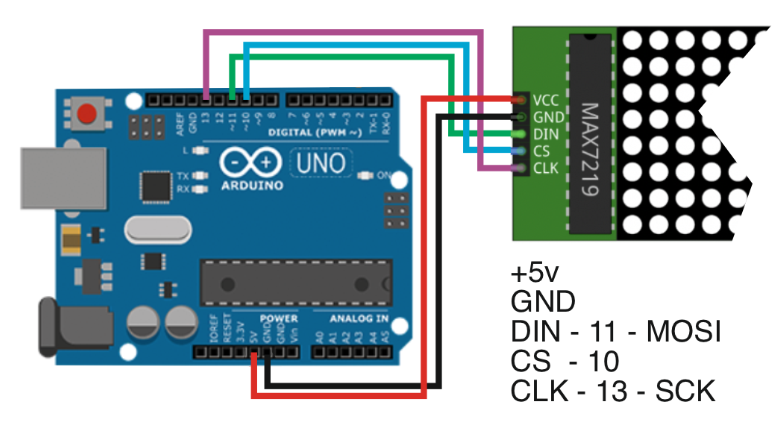 AREF
GND
13
12
~11
~10
~9
8
7
~6
~5
4
~3
2
TX-1
RX-0
DIGITAL (PWM ~)
L
TX
RX
UNO
ARDUINO
ON
IOREF
RESET
3.3V
5V
GND
GND
Vin
POWER
ANALOG IN
A0
A1
A2
A3
A4
A5
VCC
GND
DIN
CS
CLK
MAX7219
+5v
GND
DIN - 11 - MOSI
CS - 10
CLK - 13 - SCK